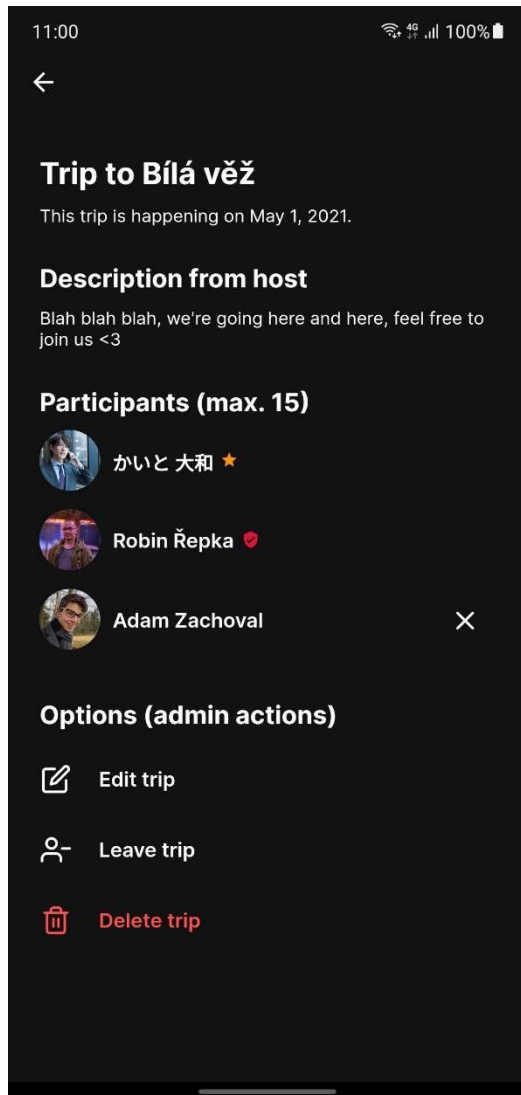 11:00 4G 100%
Trip to Bílá věž
This trip is happening on May 1, 2021.
Description from host
Blah blah blah, we're going here and here, feel free to
join us <3
Participants (max. 15)
かいと 大和
Robin Řepka
Adam Zachoval
Options (admin actions)
Edit trip
Leave trip
Delete trip